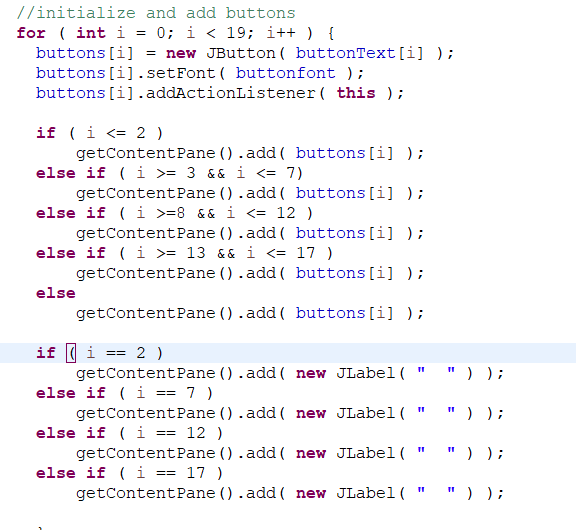 //initialize and add buttons
for ( int i = 0; i < 19; i++ ) {
buttons[i] = new JButton( buttonText[i] );
buttons[i].setFont( buttonfont );
buttons[i].addActionListener( this );
if ( i <= 2 )
getContentPane().add( buttons[i] );
else if ( i >= 3 && i <= 7)
getContentPane().add( buttons[i] );
else if ( i >=8 && i <= 12 )
getContentPane().add( buttons[i] );
else if ( i >= 13 && i <= 17 )
getContentPane().add( buttons[i] );
else
getContentPane().add( buttons[i] );
if ( i == 2 )
getContentPane().add( new JLabel( "  " ) );
else if ( i == 7 )
getContentPane().add( new JLabel( "  " ) );
else if ( i == 12 )
getContentPane().add( new JLabel( "  " ) );
else if ( i == 17 )
getContentPane().add( new JLabel( "  " ) );